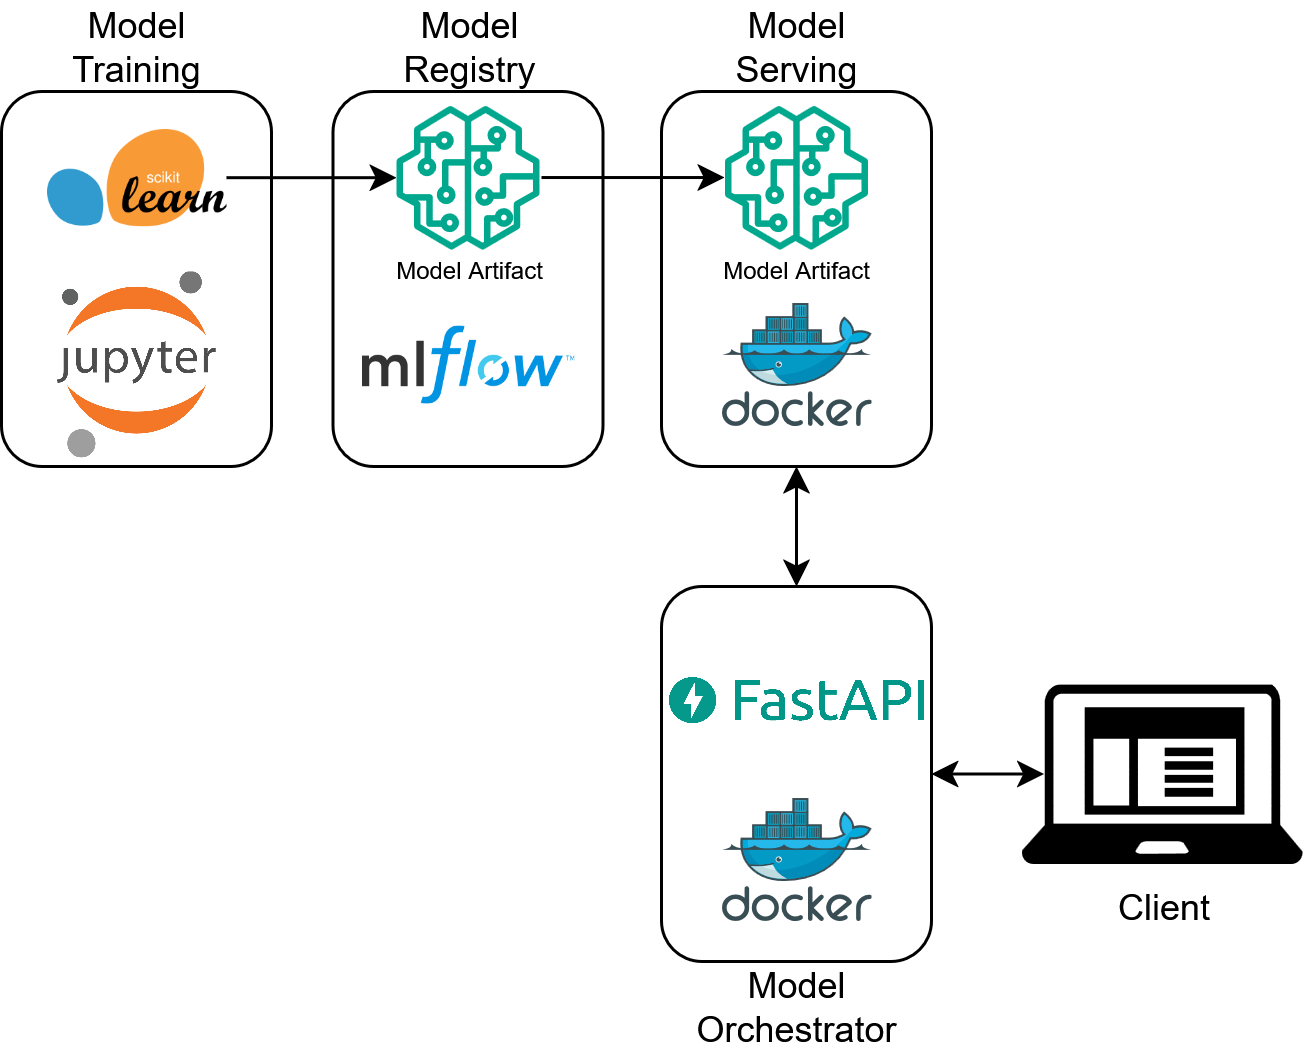 Model
Training
Model
Registry
Model
Serving
scikit
learn
jupyter
Model Artifact
mlflow™
Model Artifact
docker
FastAPI
docker
Model
Orchestrator
Client